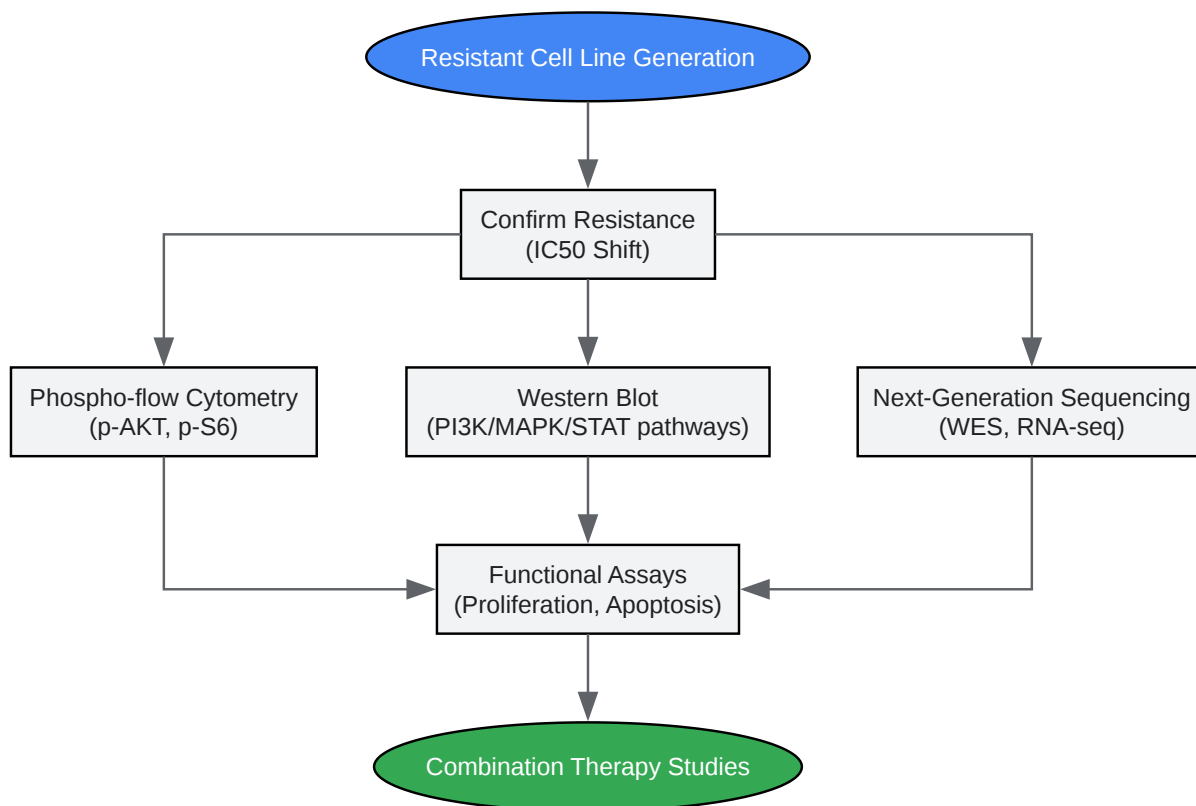 Resistant Cell Line Generation
Confirm Resistance
(IC50 Shift)
Phospho-flow Cytometry
(p-AKT, p-S6)
Western Blot
(PI3K/MAPK/STAT pathways)
Next-Generation Sequencing
(WES, RNA-seq)
Functional Assays
(Proliferation, Apoptosis)
Combination Therapy Studies